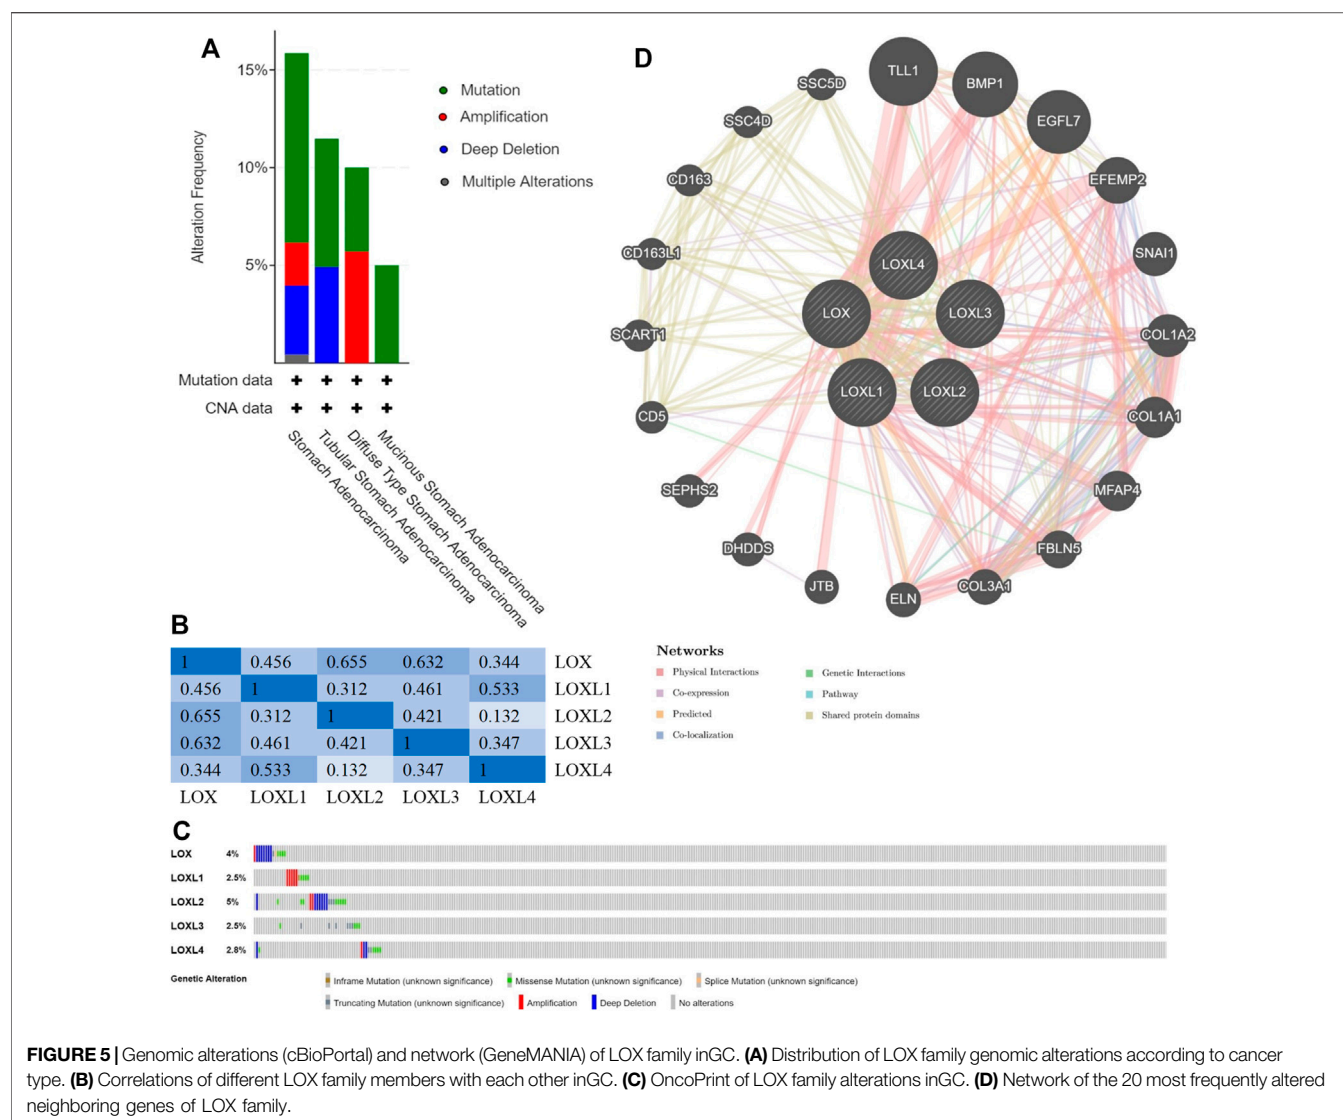 A
15%
10%
5%
Alteration Frequency
Mutation
Amplification
Deep Deletion
Multiple Alterations
Mutation data + + + +
CNA data + + + +
Stomach Adenocarcinoma
Tubular Stomach Adenocarcinoma
Diffuse Type Stomach Adenocarcinoma
Mucinous Stomach Adenocarcinoma
D
TLL1
BMP1
EGFL7
EFEMP2
SNAI1
COL1A2
COL1A1
MFAP4
FBLN5
COL3A1
ELN
JTB
DHDDS
SEPHS2
CD5
SCART1
CD163L1
CD163
SSC4D
SSC5D
LOXL4
LOX
LOXL3
LOXL1
LOXL2
Networks
Physical Interactions
Co-expression
Predicted
Co-localization
Genetic Interactions
Pathway
Shared protein domains
B
1 0.456 0.655 0.632 0.344 LOX
0.456 1 0.312 0.461 0.533 LOXL1
0.655 0.312 1 0.421 0.132 LOXL2
0.632 0.461 0.421 1 0.347 LOXL3
0.344 0.533 0.132 0.347 1 LOXL4
LOX LOXL1 LOXL2 LOXL3 LOXL4
C
LOX 4%
LOXL1 2.5%
LOXL2 5%
LOXL3 2.5%
LOXL4 2.8%
Genetic Alteration Inframe Mutation (unknown significance) Missense Mutation (unknown significance) Splice Mutation (unknown significance)
Truncating Mutation (unknown significance) Amplification Deep Deletion No alterations
FIGURE 5 | Genomic alterations (cBioPortal) and network (GeneMANIA) of LOX family inGC. (A) Distribution of LOX family genomic alterations according to cancer
type. (B) Correlations of different LOX family members with each other inGC. (C) OncoPrint of LOX family alterations inGC. (D) Network of the 20 most frequently altered
neighboring genes of LOX family.